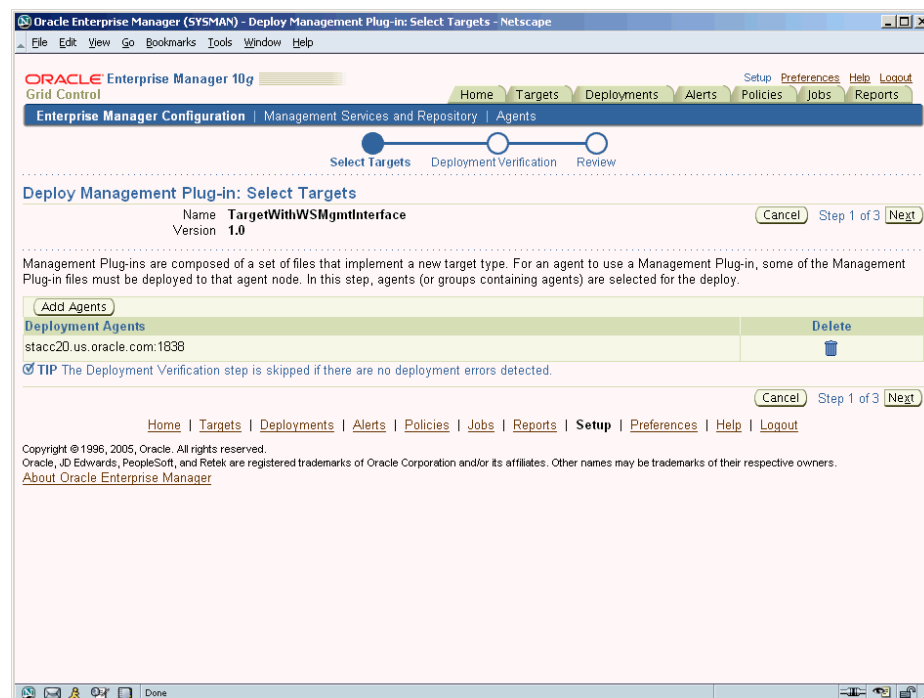 Oracle Enterprise Manager (SYSMAN) - Deploy Management Plug-in: Select Targets - Netscape
File Edit View Go Bookmarks Tools Window Help
ORACLE Enterprise Manager 10g
Grid Control
Setup Preferences Help Logout
Home Targets Deployments Alerts Policies Jobs Reports
Enterprise Manager Configuration | Management Services and Repository | Agents
Select Targets Deployment Verification Review
Deploy Management Plug-in: Select Targets
Name TargetWithWSMgmtInterface
Version 1.0
Cancel Step 1 of 3 Next
Management Plug-ins are composed of a set of files that implement a new target type. For an agent to use a Management Plug-in, some of the Management
Plug-in files must be deployed to that agent node. In this step, agents (or groups containing agents) are selected for the deploy.
Add Agents
Deployment Agents Delete
stacc20.us.oracle.com:1838
TIP The Deployment Verification step is skipped if there are no deployment errors detected.
Cancel Step 1 of 3 Next
Home | Targets | Deployments | Alerts | Policies | Jobs | Reports | Setup | Preferences | Help | Logout
Copyright © 1996, 2005, Oracle. All rights reserved.
Oracle, JD Edwards, PeopleSoft, and Retek are registered trademarks of Oracle Corporation and/or its affiliates. Other names may be trademarks of their respective owners.
About Oracle Enterprise Manager
Done